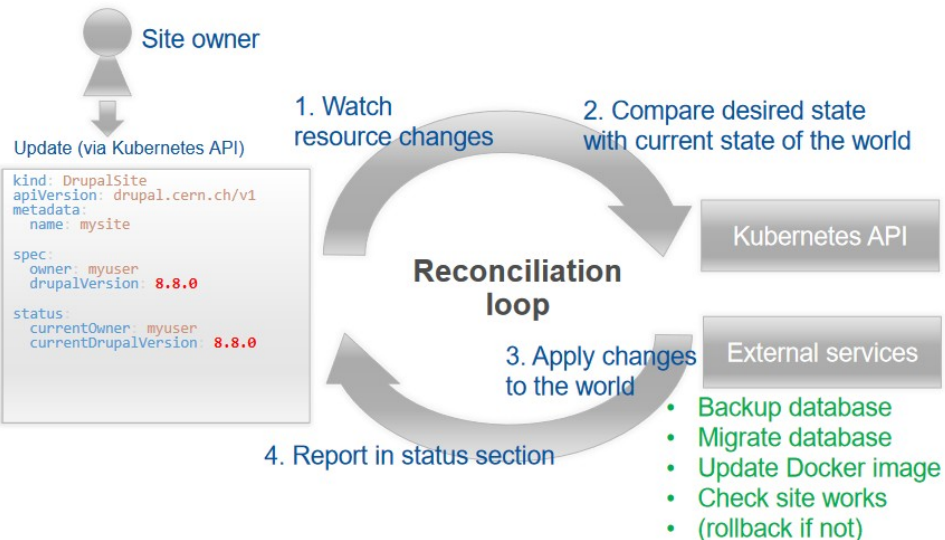 Site owner
Update (via Kubernetes API)
kind: DrupalSite
apiVersion: drupal.cern.ch/v1
metadata:
name: mysite
spec:
owner: myuser
drupalVersion: 8.8.0
status:
currentOwner: myuser
currentDrupalVersion: 8.8.0
1. Watch
resource changes
2. Compare desired state
with current state of the world
Kubernetes API
Reconciliation
loop
External services
3. Apply changes
to the world
4. Report in status section
• Backup database
• Migrate database
• Update Docker image
• Check site works
• (rollback if not)